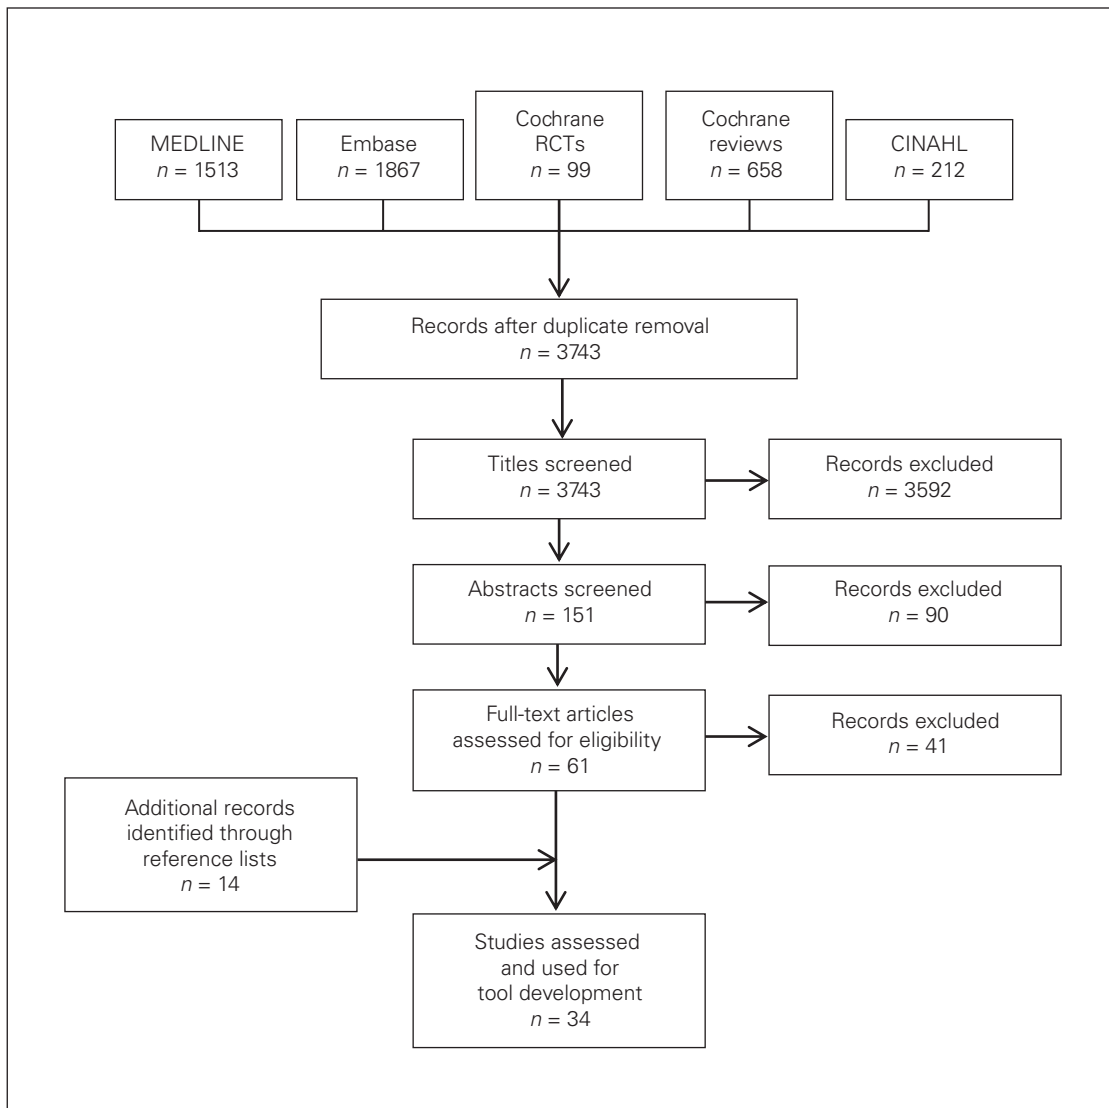 MEDLINE
n = 1513
Embase
n = 1867
Cochrane
RCTs
n = 99
Cochrane
reviews
n = 658
CINAHL
n = 212
Records after duplicate removal
n = 3743
Titles screened
n = 3743
Records excluded
n = 3592
Abstracts screened
n = 151
Records excluded
n = 90
Full-text articles
assessed for eligibility
n = 61
Records excluded
n = 41
Additional records
identified through
reference lists
n = 14
Studies assessed
and used for
tool development
n = 34